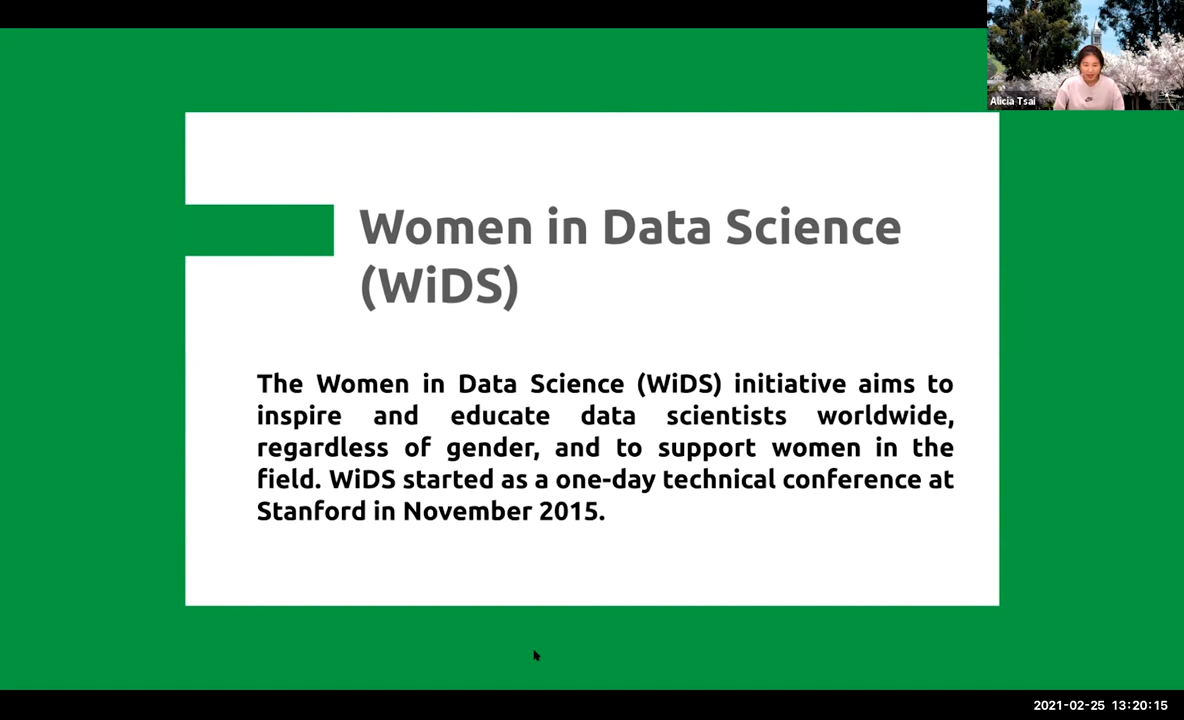 Alicia Tsai
Women in Data Science
(WiDS)
The Women in Data Science (WiDS) initiative aims to
inspire and educate data scientists worldwide,
regardless of gender, and to support women in the
field. WiDS started as a one-day technical conference at
Stanford in November 2015.
2021-02-25 13:20:15